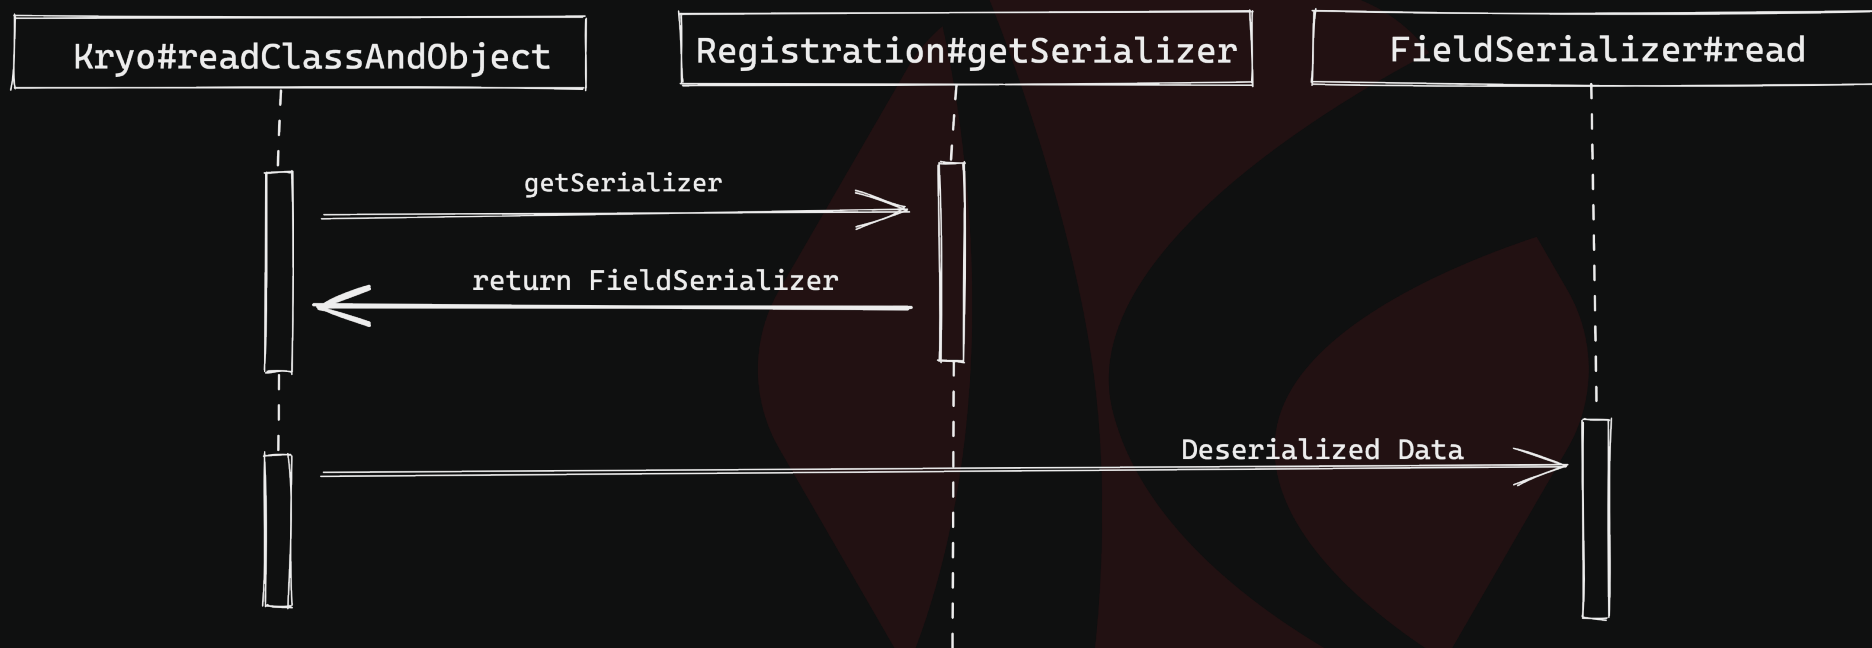 Kryo#readClassAndObject
Registration#getSerializer
FieldSerializer#read
getSerializer
return FieldSerializer
Deserialized Data